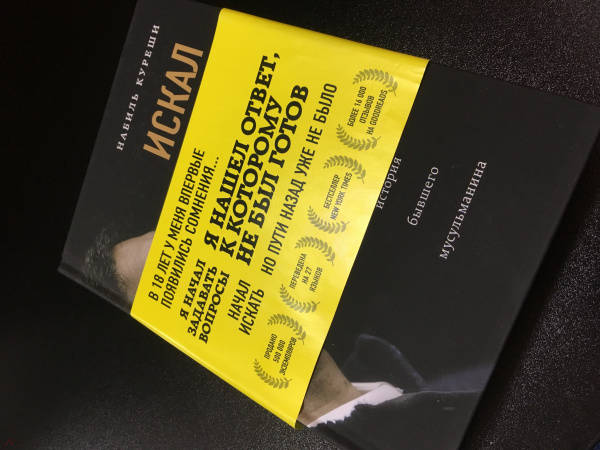 НАБИЛЬ КУРЕШИ
ИСКАЛ
В 18 ЛЕТ У МЕНЯ ВПЕРВЫЕ
ПОЯВИЛИСЬ СОМНЕНИЯ...
Я НАЧАЛ
ЗАДАВАТЬ
ВОПРОСЫ
Я НАШЕЛ ОТВЕТ,
К КОТОРОМУ
НЕ БЫЛ ГОТОВ
НАЧАЛ
ИСКАТЬ
НО ПУТИ НАЗАД УЖЕ НЕ БЫЛО
ПРОДАНО
500 000
ЭКЗЕМПЛЯРОВ
ПЕРЕВЕДЕНА
НА 27
ЯЗЫКОВ
БЕСТСЕЛЛЕР
NEW YORK TIMES
БОЛЕЕ 16 000
ОТЗЫВОВ
НА GOODREADS
история
бывшего
мусульманина